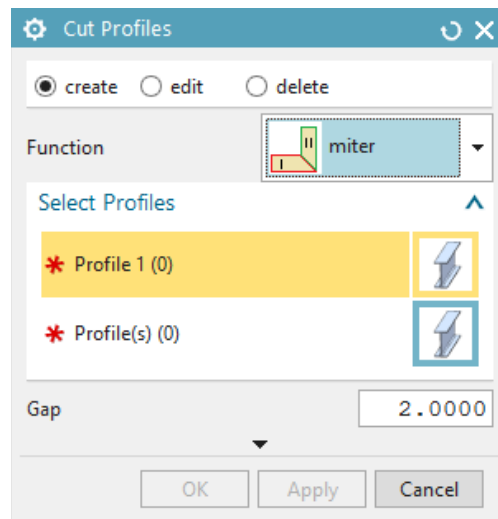 Cut Profiles
create edit delete
Function miter
I II
Select Profiles
* Profile 1 (0)
* Profile(s) (0)
Gap 2.0000
OK Apply Cancel